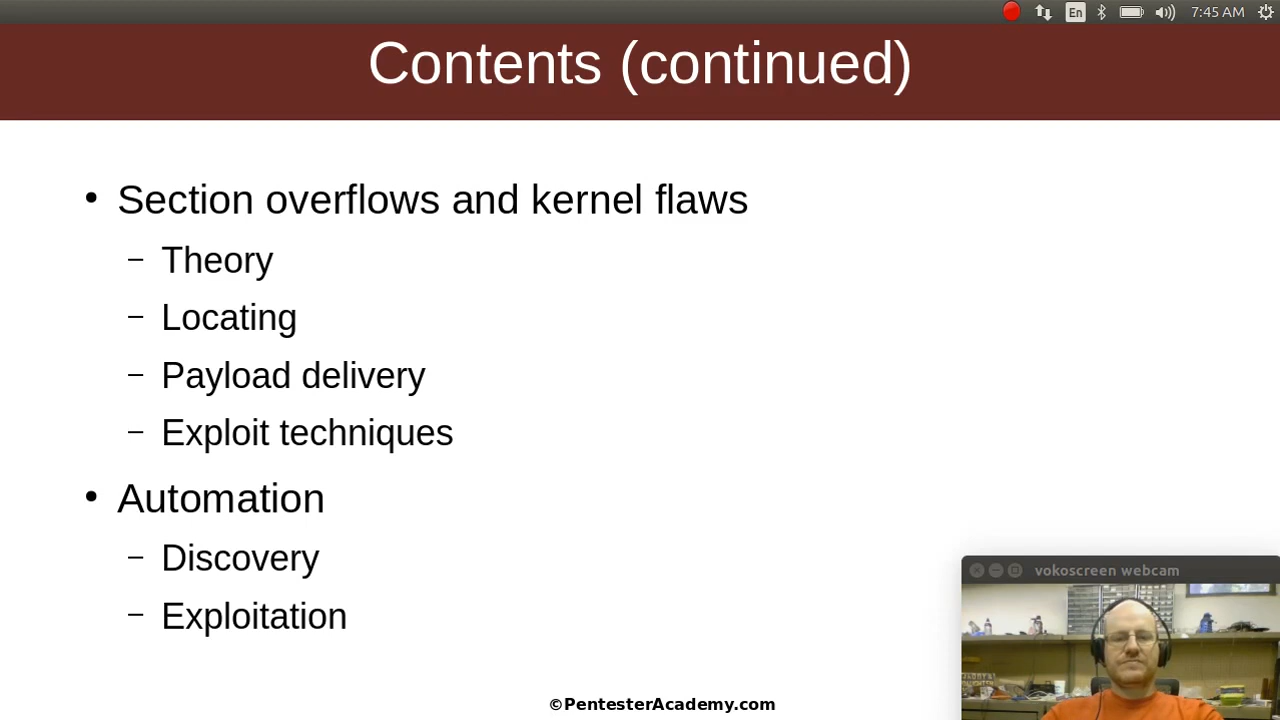 En
7:45 AM
Contents (continued)
• Section overflows and kernel flaws
– Theory
– Locating
– Payload delivery
– Exploit techniques
• Automation
– Discovery
– Exploitation
vokoscreen webcam
©PentesterAcademy.com